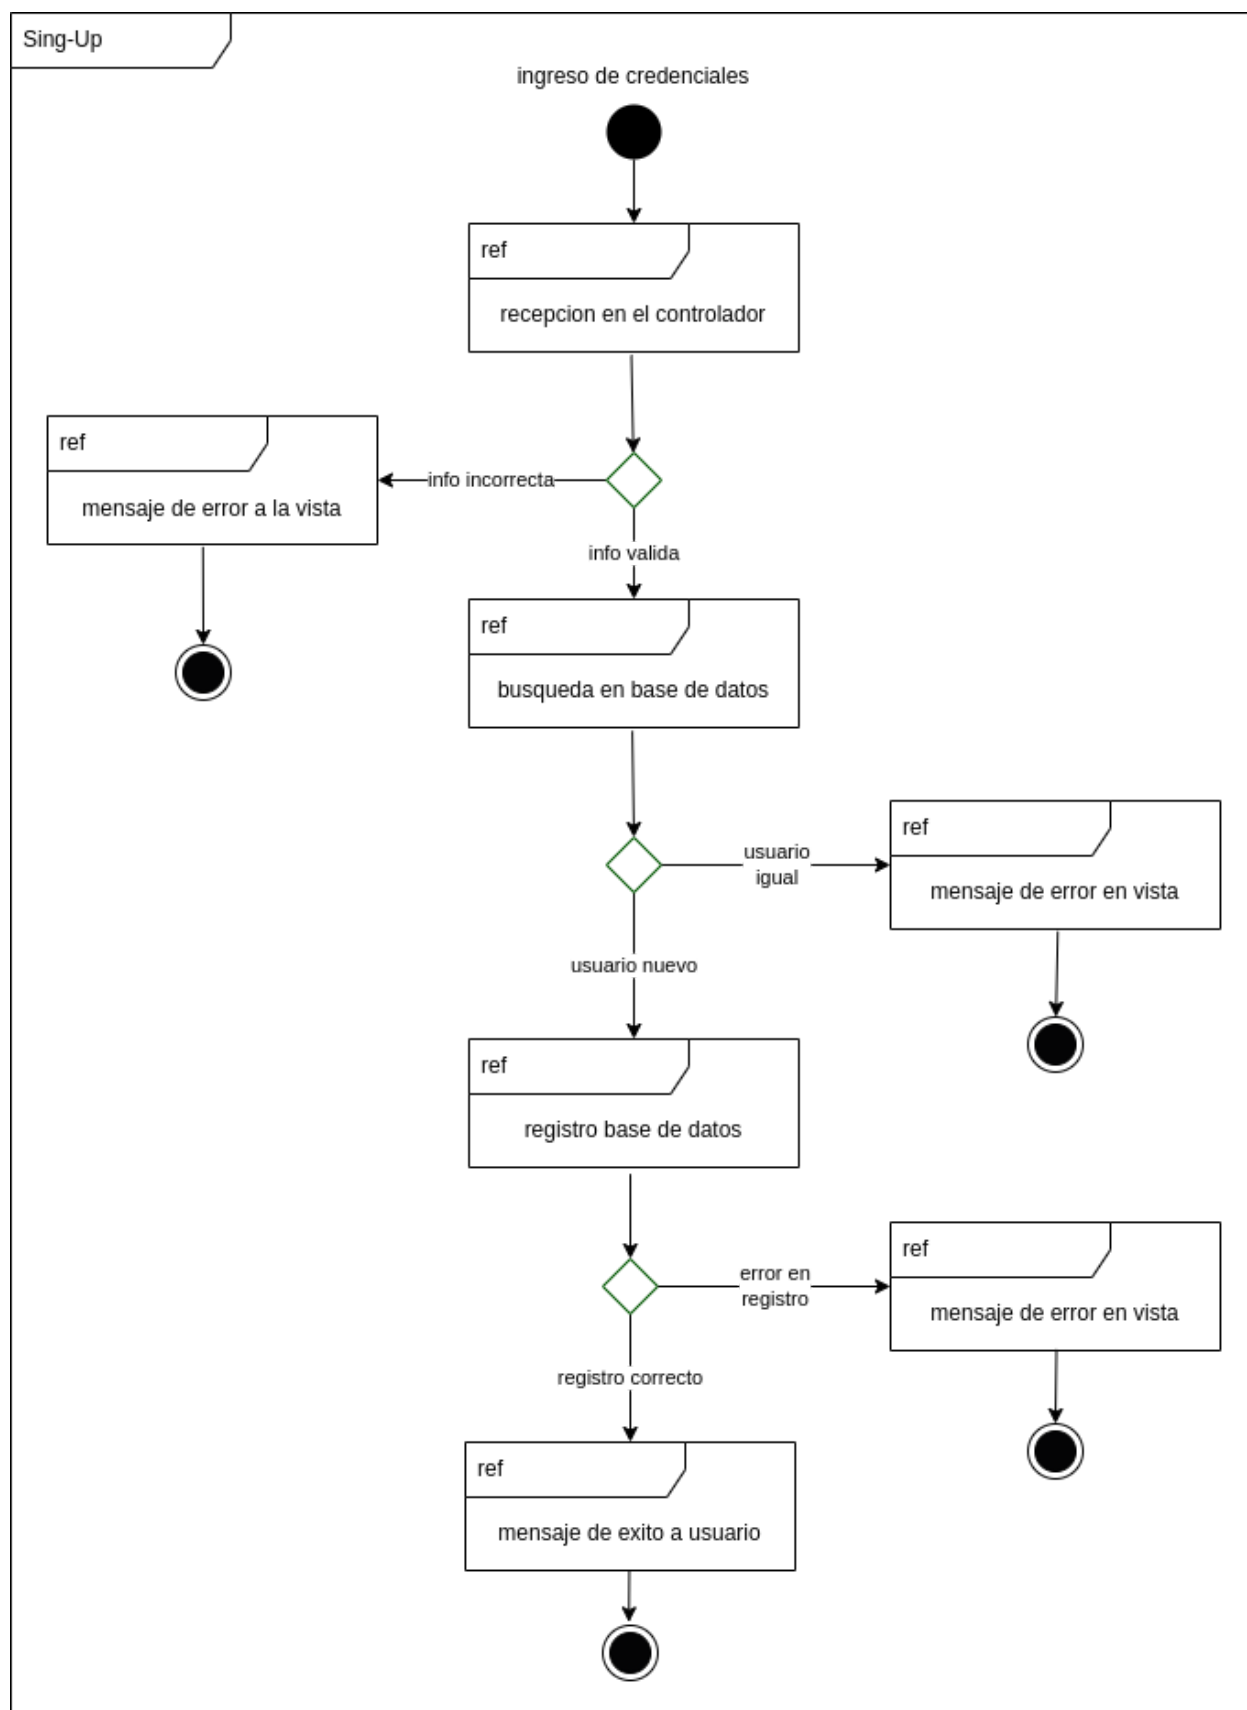 Sing-Up
ingreso de credenciales
ref
recepcion en el controlador
ref
info incorrecta
mensaje de error a la vista
info valida
ref
busqueda en base de datos
ref
usuario
igual
mensaje de error en vista
usuario nuevo
ref
registro base de datos
ref
error en
registro
mensaje de error en vista
registro correcto
ref
mensaje de exito a usuario